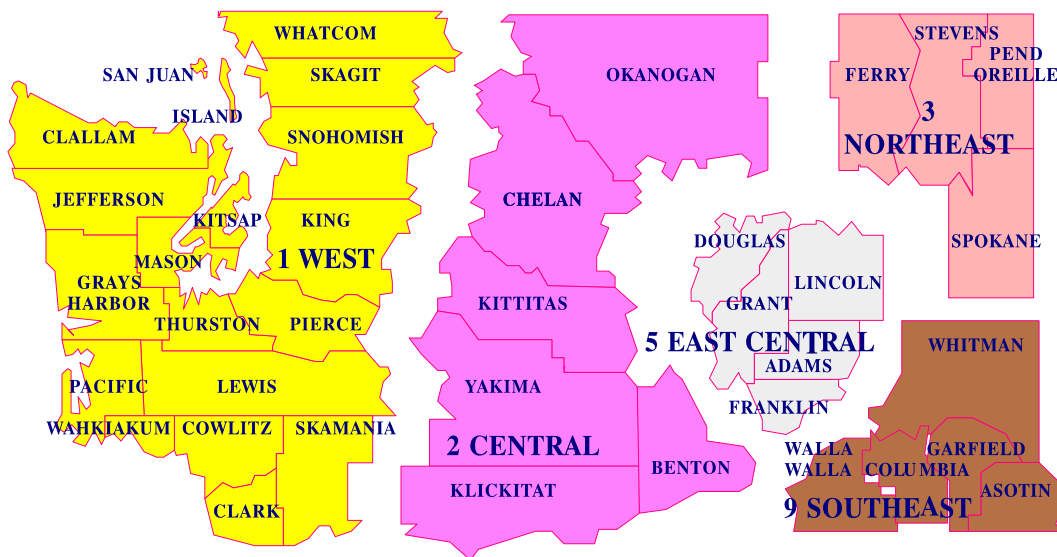 WHATCOM
SAN JUAN
SKAGIT
ISLAND
CLALLAM
SNOHOMISH
JEFFERSON
KITSAP
KING
MASON
1 WEST
GRAYS
HARBOR
THURSTON
PIERCE
PACIFIC
LEWIS
WAHKIAKUM
COWLITZ
SKAMANIA
CLARK
OKANOGAN
CHELAN
KITTITAS
YAKIMA
2 CENTRAL
BENTON
KLICKITAT
DOUGLAS
LINCOLN
GRANT
5 EAST CENTRAL
ADAMS
FRANKLIN
STEVENS
PEND
OREILLE
FERRY
3
NORTHEAST
SPOKANE
WHITMAN
WALLA
WALLA
GARFIELD
COLUMBIA
ASOTIN
9 SOUTHEAST